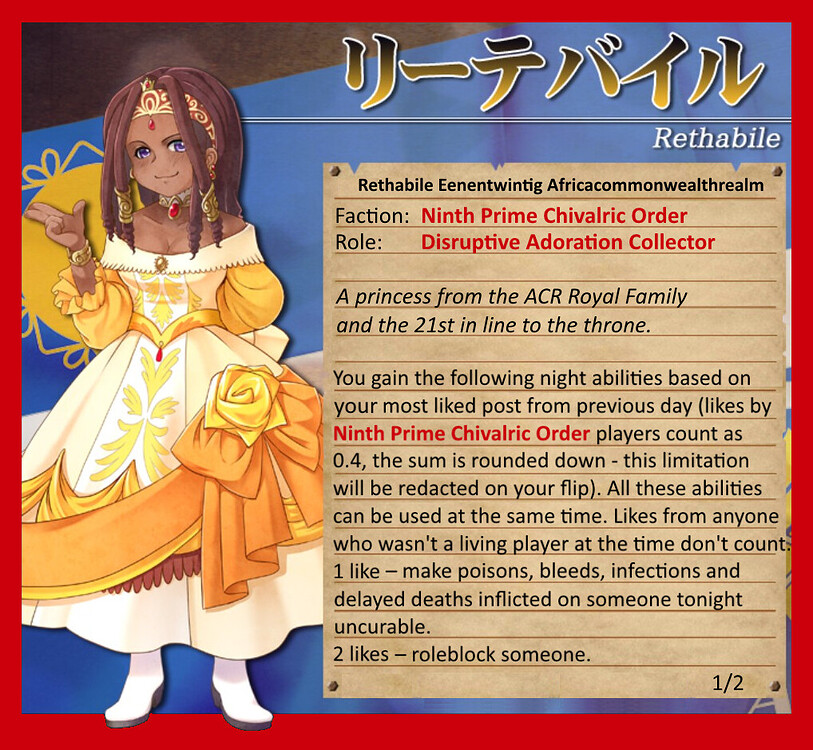 リーテバイル
Rethabile
Rethabile Eenentwintig Africacommonwealthrealm
Faction: Ninth Prime Chivalric Order
Role: Disruptive Adoration Collector
A princess from the ACR Royal Family
and the 21st in line to the throne.
You gain the following night abilities based on
your most liked post from previous day (likes by
Ninth Prime Chivalric Order players count as
0.4, the sum is rounded down - this limitation
will be redacted on your flip). All these abilities
can be used at the same time. Likes from anyone
who wasn't a living player at the time don't count.
1 like – make poisons, bleeds, infections and
delayed deaths inflicted on someone tonight
uncurable.
2 likes – roleblock someone.
1/2